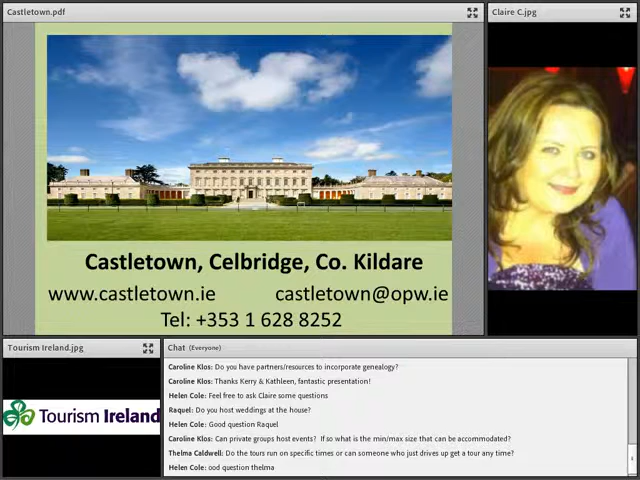 Castletown.pdf
Claire C.jpg
Castletown, Celbridge, Co. Kildare
www.castletown.ie castletown@opw.ie
Tel: +353 1 628 8252
Tourism Ireland.jpg
Tourism Ireland
Chat (Everyone)
Caroline Klos: Do you have partners/resources to incorporate genealogy?
Caroline Klos: Thanks Kerry & Kathleen, fantastic presentation!
Helen Cole: Feel free to ask Claire some questions
Raquel: Do you host weddings at the house?
Helen Cole: Good question Raquel
Caroline Klos: Can private groups host events? If so what is the min/max size that can be accommodated?
Thelma Caldwell: Do the tours run on specific times or can someone who just drives up get a tour any time?
Helen Cole: ood question thelma